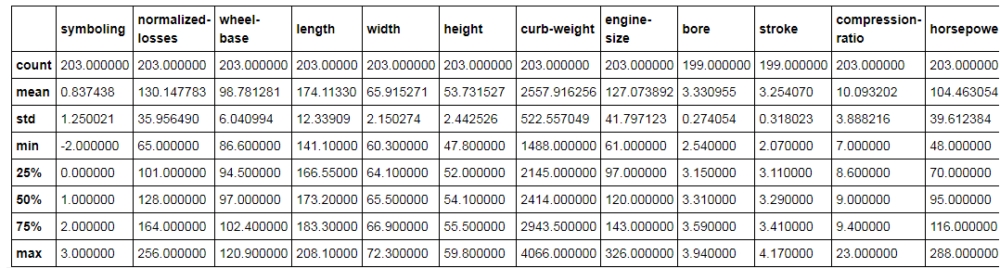 symboling normalized-losses wheel-base length width height curb-weight engine-size bore stroke compression-ratio horsepowe
count 203.000000 203.000000 203.000000 203.00000 203.000000 203.000000 203.000000 203.000000 199.000000 199.000000 203.000000 203.000000
mean 0.837438 130.147783 98.781281 174.11330 65.915271 53.731527 2557.916256 127.073892 3.330955 3.254070 10.093202 104.463054
std 1.250021 35.956490 6.040994 12.33909 2.150274 2.442526 522.557049 41.797123 0.274054 0.318023 3.888216 39.612384
min -2.000000 65.000000 86.600000 141.10000 60.300000 47.800000 1488.000000 61.000000 2.540000 2.070000 7.000000 48.000000
25% 0.000000 101.000000 94.500000 166.55000 64.100000 52.000000 2145.000000 97.000000 3.150000 3.110000 8.600000 70.000000
50% 1.000000 128.000000 97.000000 173.20000 65.500000 54.100000 2414.000000 120.000000 3.310000 3.290000 9.000000 95.000000
75% 2.000000 164.000000 102.400000 183.30000 66.900000 55.500000 2943.500000 143.000000 3.590000 3.410000 9.400000 116.000000
max 3.000000 256.000000 120.900000 208.10000 72.300000 59.800000 4066.000000 326.000000 3.940000 4.170000 23.000000 288.000000